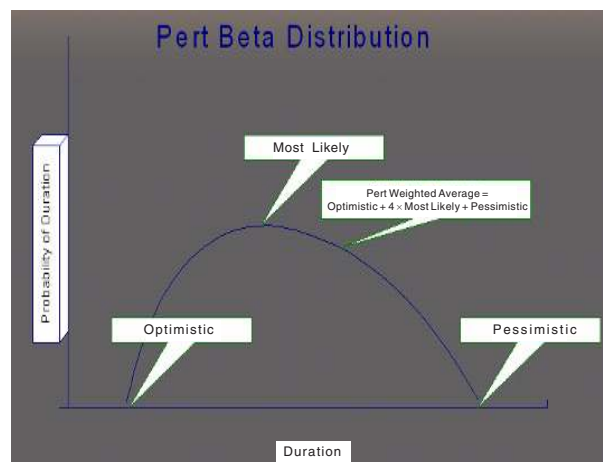 Pert Beta Distribution
Most Likely
Pert Weighted Average =
Optimistic + 4 × Most Likely + Pessimistic
Probability of Duration
Optimistic
Pessimistic
Duration